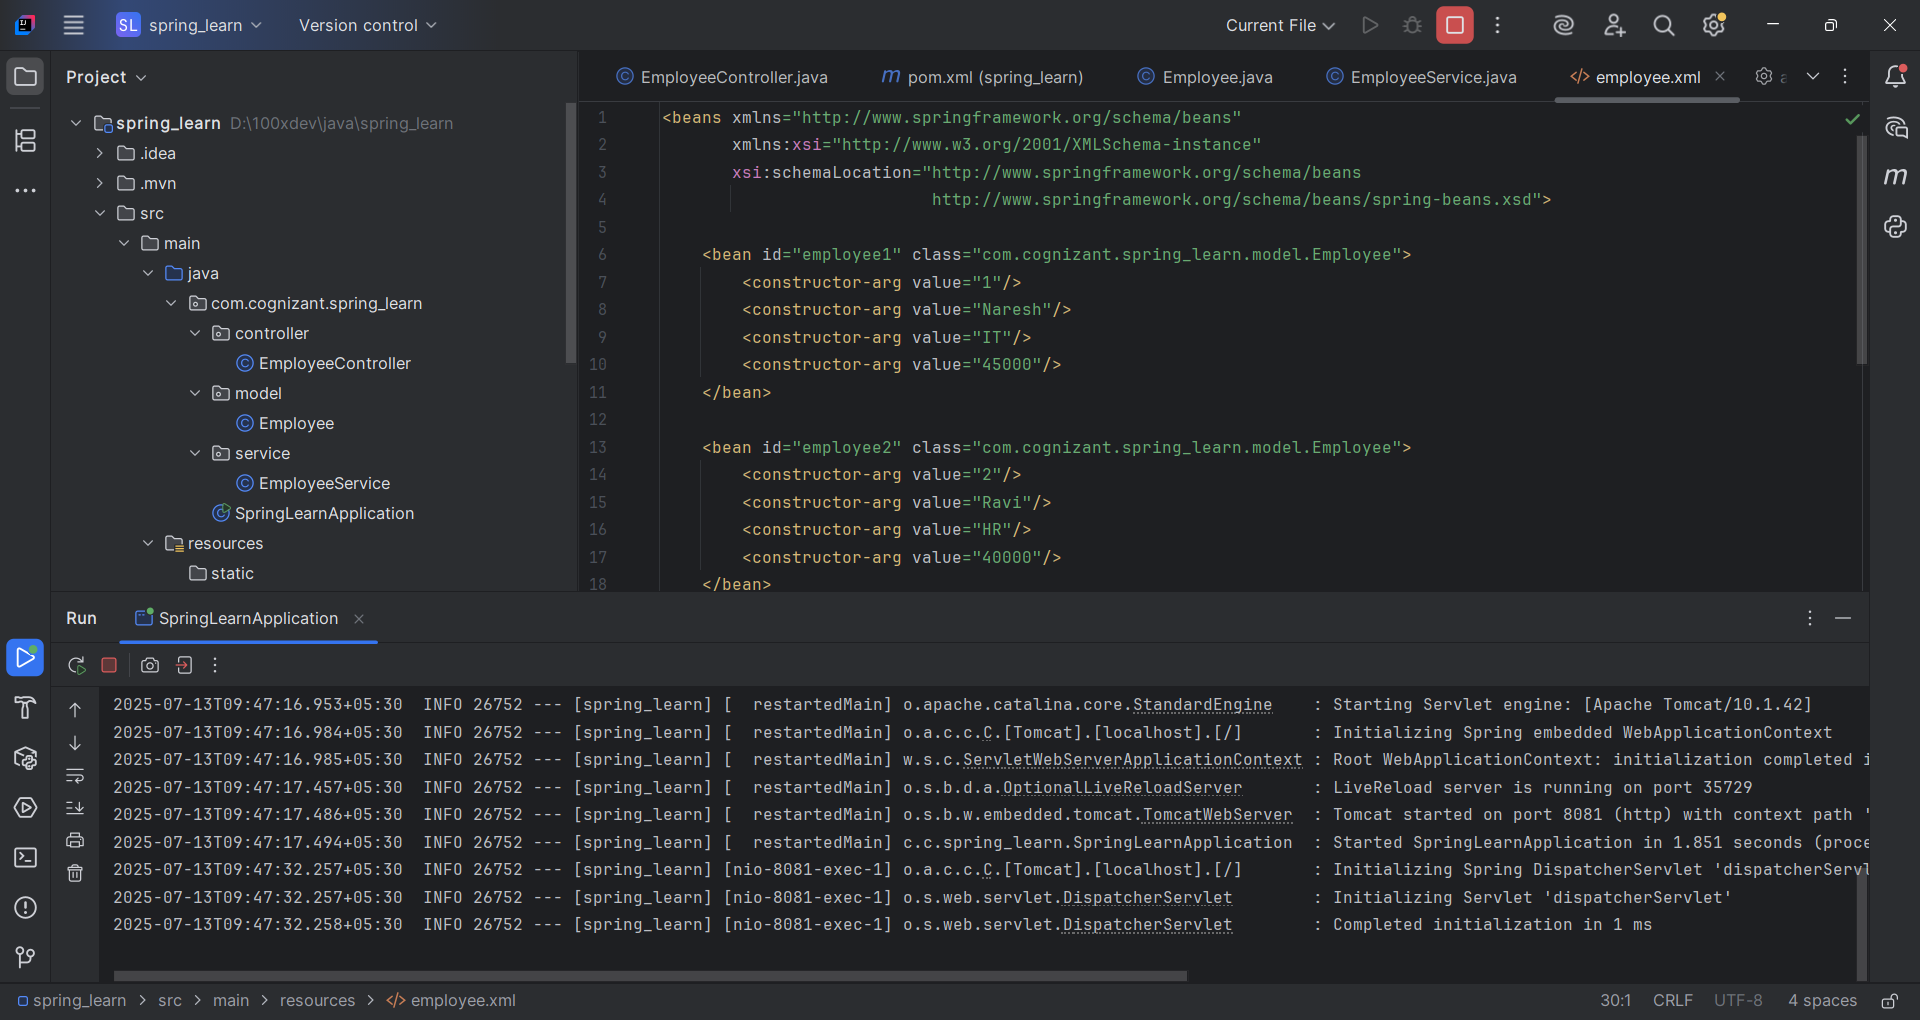 SL spring_learn Version control Current File
Project
EmployeeController.java pom.xml (spring_learn) Employee.java EmployeeService.java employee.xml
spring_learn D:\100xdev\java\spring_learn
.idea
.mvn
src
main
java
com.cognizant.spring_learn
controller
EmployeeController
model
Employee
service
EmployeeService
SpringLearnApplication
resources
static
1 <beans xmlns="http://www.springframework.org/schema/beans"
2 xmlns:xsi="http://www.w3.org/2001/XMLSchema-instance"
3 xsi:schemaLocation="http://www.springframework.org/schema/beans
4 http://www.springframework.org/schema/beans/spring-beans.xsd">
5
6 <bean id="employee1" class="com.cognizant.spring_learn.model.Employee">
7 <constructor-arg value="1"/>
8 <constructor-arg value="Naresh"/>
9 <constructor-arg value="IT"/>
10 <constructor-arg value="45000"/>
11 </bean>
12
13 <bean id="employee2" class="com.cognizant.spring_learn.model.Employee">
14 <constructor-arg value="2"/>
15 <constructor-arg value="Ravi"/>
16 <constructor-arg value="HR"/>
17 <constructor-arg value="40000"/>
18 </bean>
Run SpringLearnApplication
2025-07-13T09:47:16.953+05:30 INFO 26752 --- [spring_learn] [ restartedMain] o.apache.catalina.core.StandardEngine : Starting Servlet engine: [Apache Tomcat/10.1.42]
2025-07-13T09:47:16.984+05:30 INFO 26752 --- [spring_learn] [ restartedMain] o.a.c.c.C.[Tomcat].[localhost].[/] : Initializing Spring embedded WebApplicationContext
2025-07-13T09:47:16.985+05:30 INFO 26752 --- [spring_learn] [ restartedMain] w.s.c.ServletWebServerApplicationContext : Root WebApplicationContext: initialization completed i
2025-07-13T09:47:17.457+05:30 INFO 26752 --- [spring_learn] [ restartedMain] o.s.b.d.a.OptionalLiveReloadServer : LiveReload server is running on port 35729
2025-07-13T09:47:17.486+05:30 INFO 26752 --- [spring_learn] [ restartedMain] o.s.b.w.embedded.tomcat.TomcatWebServer : Tomcat started on port 8081 (http) with context path '
2025-07-13T09:47:17.494+05:30 INFO 26752 --- [spring_learn] [ restartedMain] c.c.spring_learn.SpringLearnApplication : Started SpringLearnApplication in 1.851 seconds (proce
2025-07-13T09:47:32.257+05:30 INFO 26752 --- [spring_learn] [nio-8081-exec-1] o.a.c.c.C.[Tomcat].[localhost].[/] : Initializing Spring DispatcherServlet 'dispatcherServl
2025-07-13T09:47:32.257+05:30 INFO 26752 --- [spring_learn] [nio-8081-exec-1] o.s.web.servlet.DispatcherServlet : Initializing Servlet 'dispatcherServlet'
2025-07-13T09:47:32.258+05:30 INFO 26752 --- [spring_learn] [nio-8081-exec-1] o.s.web.servlet.DispatcherServlet : Completed initialization in 1 ms
spring_learn > src > main > resources > employee.xml 30:1 CRLF UTF-8 4 spaces